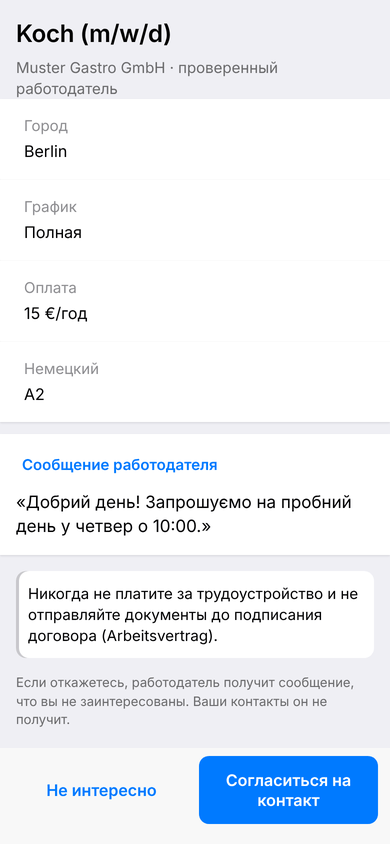 Koch (m/w/d)
Muster Gastro GmbH · проверенный
работодатель
Город
Berlin
График
Полная
Оплата
15 €/год
Немецкий
A2
Сообщение работодателя
«Добрий день! Запрошуємо на пробний
день у четвер о 10:00.»
Никогда не платите за трудоустройство и не
отправляйте документы до подписания
договора (Arbeitsvertrag).
Если откажетесь, работодатель получит сообщение,
что вы не заинтересованы. Ваши контакты он не
получит.
Не интересно
Согласиться на
контакт